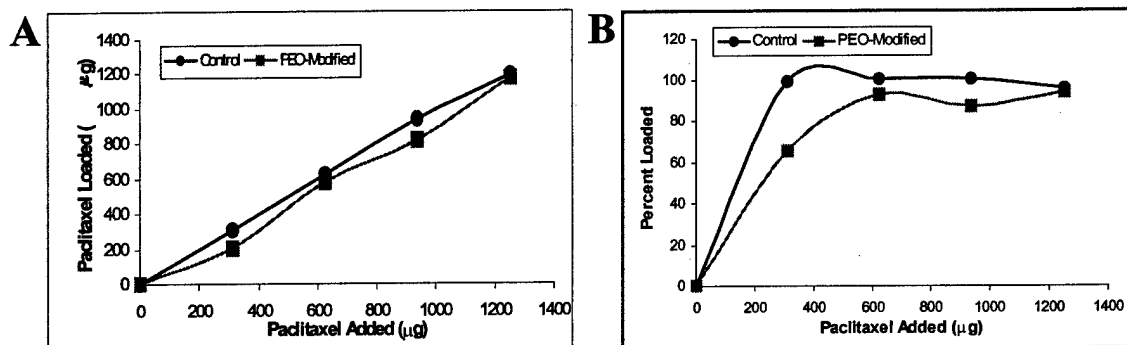 A
Paclitaxel Loaded (
µg)
1400
1200
1000
800
600
400
200
0
Control
PEO-Modified
0 200 400 600 800 1000 1200 1400
Paclitaxel Added (µg)
B
Percent Loaded
120
100
80
60
40
20
0
Control
PEO-Modified
0 200 400 600 800 1000 1200 1400
Paclitaxel Added (µg)